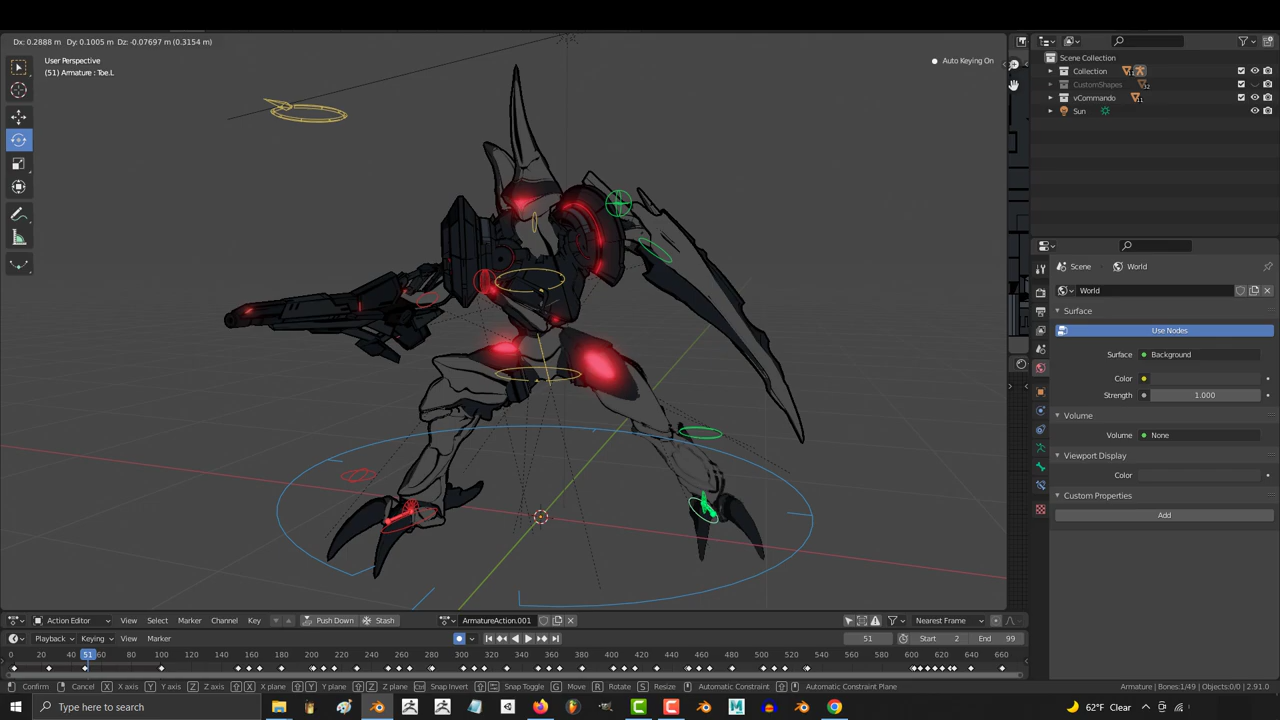 Dx: 0.2888 m   Dy: 0.1005 m   Dz: -0.07697 m (0.3154 m)
User Perspective
(51) Armature : Toe.L
Auto Keying On
Scene Collection
Collection
CustomShapes
32
vCommando
11
Sun
Scene
World
World
Surface
Use Nodes
Surface
Background
Color
Strength
1.000
Volume
Volume
None
Viewport Display
Color
Custom Properties
Add
Action Editor
View
Select
Marker
Channel
Key
Push Down
Stash
ArmatureAction.001
Nearest Frame
Playback
Keying
View
Marker
51
Start
2
End
99
0 20 40 51 60 80 100 120 140 160 180 200 220 240 260 280 300 320 340 360 380 400 420 440 460 480 500 520 540 560 580 600 620 640 660
Confirm
Cancel
X
X axis
Y
Y axis
Z
Z axis
X
X plane
Y
Y plane
Z
Z plane
Snap Invert
Snap Toggle
G
Move
R
Rotate
S
Resize
Automatic Constraint
Automatic Constraint Plane
Armature | Bones:1/49 | Objects:0/0 | 2.91.0
Type here to search
62°F Clear